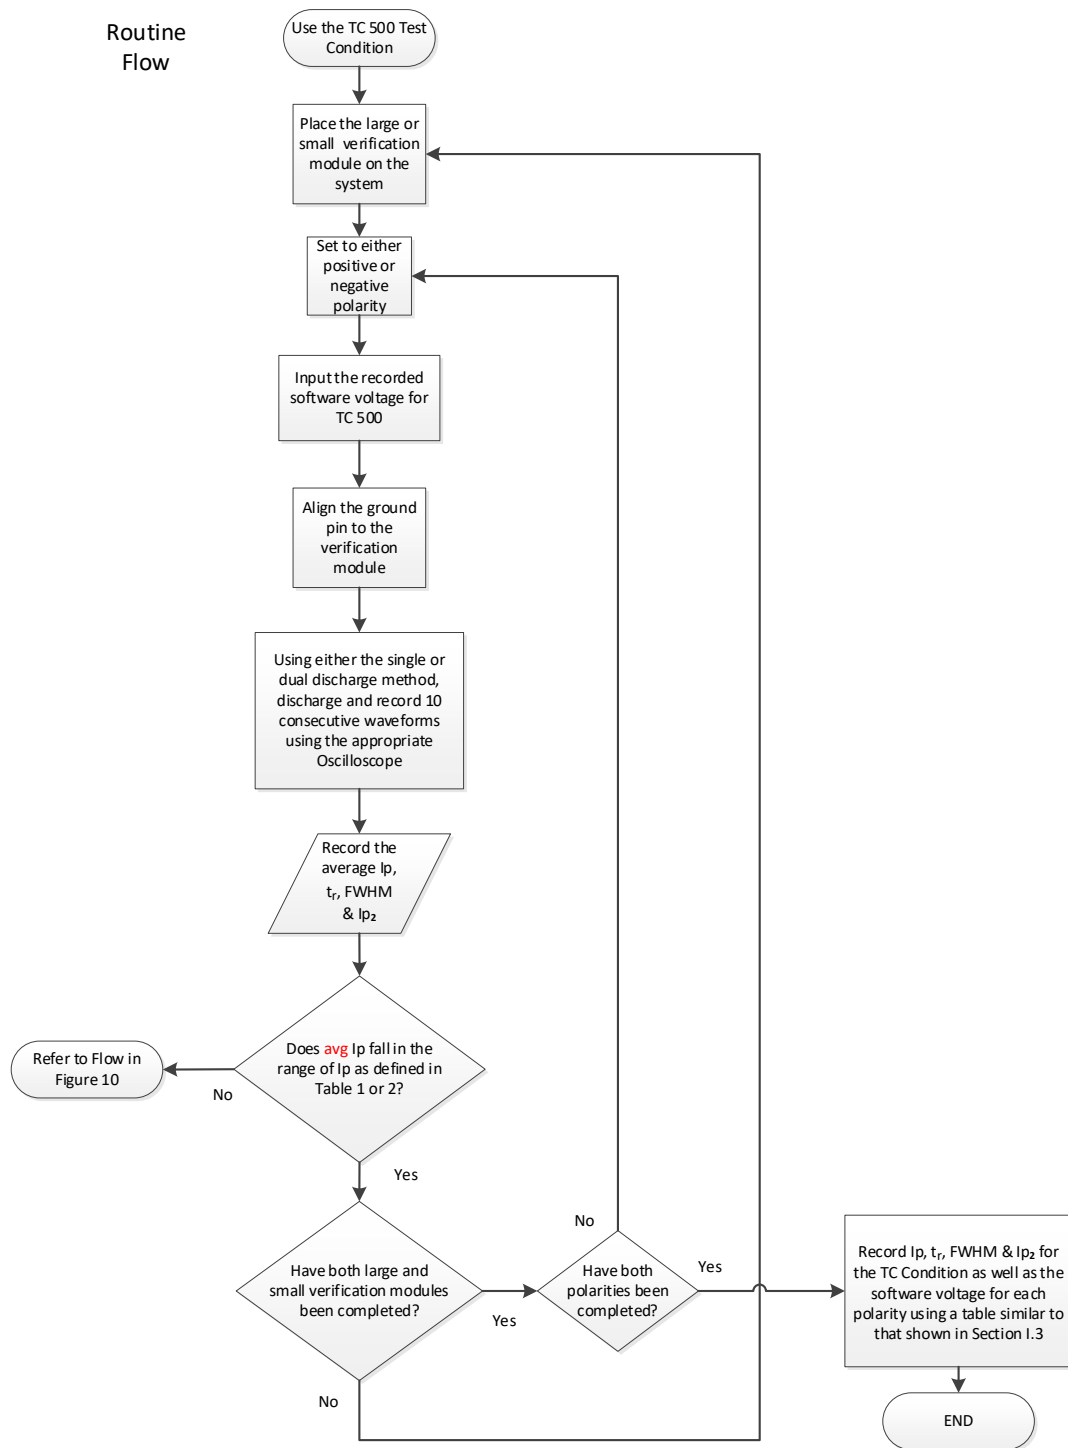 Routine
Flow
Use the TC 500 Test
Condition
Place the large or
small verification
module on the
system
Set to either
positive or
negative
polarity
Input the recorded
software voltage for
TC 500
Align the ground
pin to the
verification
module
Using either the single or
dual discharge method,
discharge and record 10
consecutive waveforms
using the appropriate
Oscilloscope
Record the
average Ip,
tᵣ, FWHM
& Ip₂
Does avg Ip fall in the
range of Ip as defined in
Table 1 or 2?
No
Refer to Flow in
Figure 10
Yes
Have both large and
small verification modules
been completed?
Yes
No
Have both
polarities been
completed?
No
Yes
Record Ip, tᵣ, FWHM & Ip₂ for
the TC Condition as well as the
software voltage for each
polarity using a table similar to
that shown in Section I.3
END